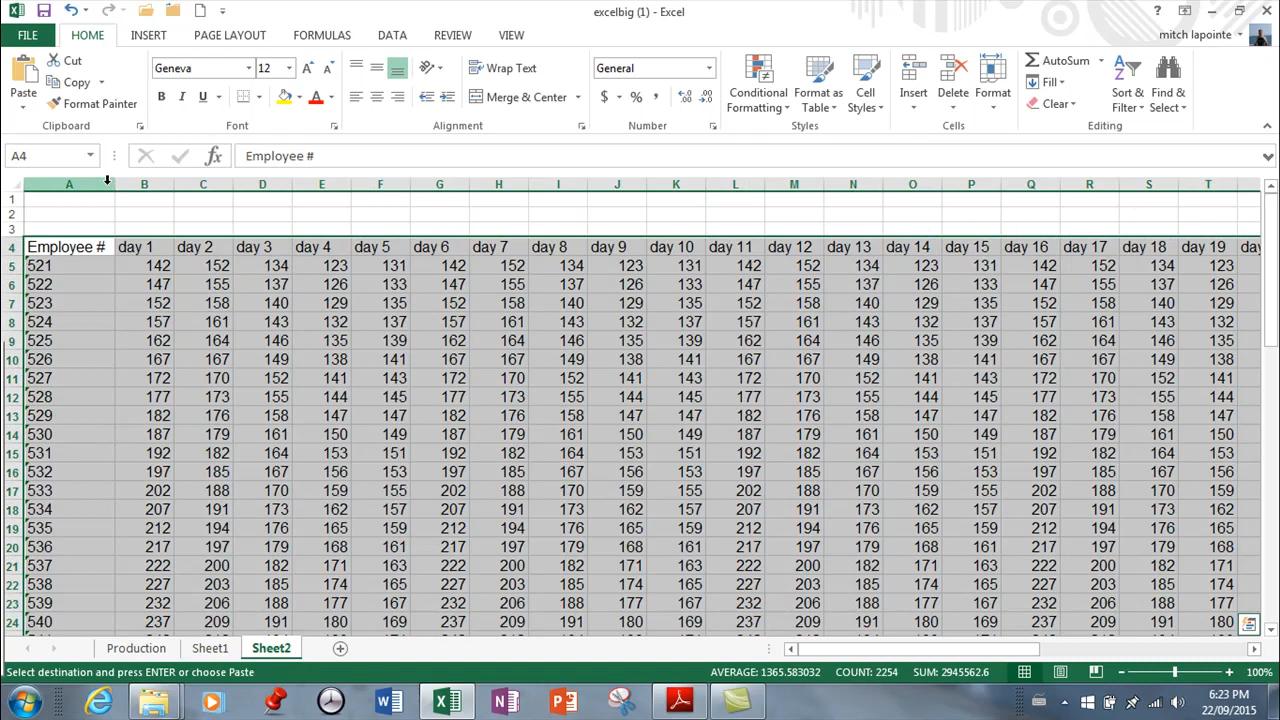 excelbig (1) - Excel
FILE HOME INSERT PAGE LAYOUT FORMULAS DATA REVIEW VIEW mitch lapointe
Paste Cut Copy Format Painter Clipboard
Geneva 12 B I U A Font
Wrap Text Merge & Center Alignment
General $ % , Number
Conditional Formatting Format as Table Cell Styles Styles
Insert Delete Format Cells
AutoSum Fill Clear Sort & Filter Find & Select Editing
A4 fx Employee #
A B C D E F G H I J K L M N O P Q R S T
1
2
3
4 Employee # day 1 day 2 day 3 day 4 day 5 day 6 day 7 day 8 day 9 day 10 day 11 day 12 day 13 day 14 day 15 day 16 day 17 day 18 day 19
5 521 142 152 134 123 131 142 152 134 123 131 142 152 134 123 131 142 152 134 123
6 522 147 155 137 126 133 147 155 137 126 133 147 155 137 126 133 147 155 137 126
7 523 152 158 140 129 135 152 158 140 129 135 152 158 140 129 135 152 158 140 129
8 524 157 161 143 132 137 157 161 143 132 137 157 161 143 132 137 157 161 143 132
9 525 162 164 146 135 139 162 164 146 135 139 162 164 146 135 139 162 164 146 135
10 526 167 167 149 138 141 167 167 149 138 141 167 167 149 138 141 167 167 149 138
11 527 172 170 152 141 143 172 170 152 141 143 172 170 152 141 143 172 170 152 141
12 528 177 173 155 144 145 177 173 155 144 145 177 173 155 144 145 177 173 155 144
13 529 182 176 158 147 147 182 176 158 147 147 182 176 158 147 147 182 176 158 147
14 530 187 179 161 150 149 187 179 161 150 149 187 179 161 150 149 187 179 161 150
15 531 192 182 164 153 151 192 182 164 153 151 192 182 164 153 151 192 182 164 153
16 532 197 185 167 156 153 197 185 167 156 153 197 185 167 156 153 197 185 167 156
17 533 202 188 170 159 155 202 188 170 159 155 202 188 170 159 155 202 188 170 159
18 534 207 191 173 162 157 207 191 173 162 157 207 191 173 162 157 207 191 173 162
19 535 212 194 176 165 159 212 194 176 165 159 212 194 176 165 159 212 194 176 165
20 536 217 197 179 168 161 217 197 179 168 161 217 197 179 168 161 217 197 179 168
21 537 222 200 182 171 163 222 200 182 171 163 222 200 182 171 163 222 200 182 171
22 538 227 203 185 174 165 227 203 185 174 165 227 203 185 174 165 227 203 185 174
23 539 232 206 188 177 167 232 206 188 177 167 232 206 188 177 167 232 206 188 177
24 540 237 209 191 180 169 237 209 191 180 169 237 209 191 180 169 237 209 191 180
Production Sheet1 Sheet2
Select destination and press ENTER or choose Paste AVERAGE: 1365.583032 COUNT: 2254 SUM: 2945562.6 100%
6:23 PM
22/09/2015